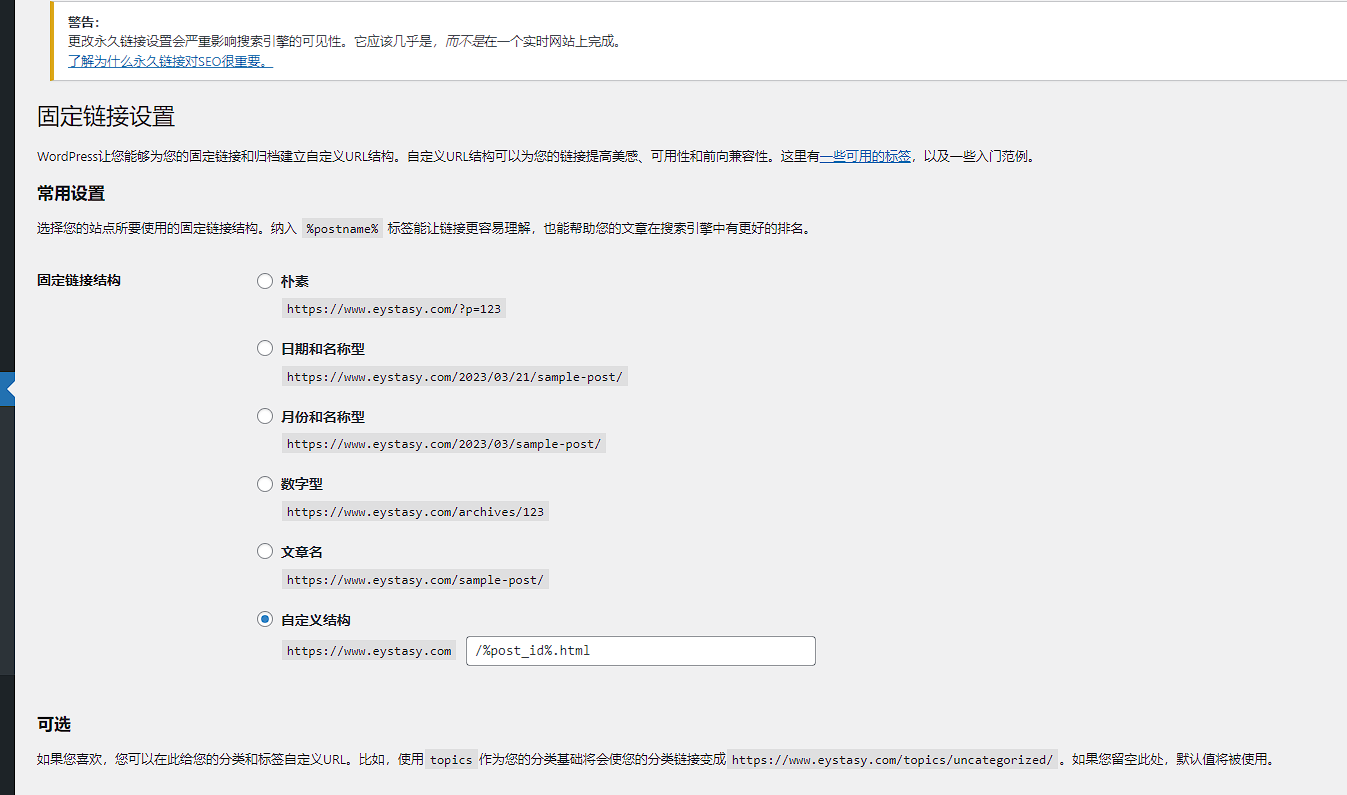 警告：
更改永久链接设置会严重影响搜索引擎的可见性。它应该几乎是，而不是在一个实时网站上完成。
了解为什么永久链接对SEO很重要。
固定链接设置
WordPress让您能够为您的固定链接和归档建立自定义URL结构。自定义URL结构可以为您的链接提高美感、可用性和前向兼容性。这里有一些可用的标签，以及一些入门范例。
常用设置
选择您的站点所要使用的固定链接结构。纳入 %postname% 标签能让链接更容易理解，也能帮助您的文章在搜索引擎中有更好的排名。
固定链接结构
朴素
https://www.eystasy.com/?p=123
日期和名称型
https://www.eystasy.com/2023/03/21/sample-post/
月份和名称型
https://www.eystasy.com/2023/03/sample-post/
数字型
https://www.eystasy.com/archives/123
文章名
https://www.eystasy.com/sample-post/
自定义结构
https://www.eystasy.com /%post_id%.html
可选
如果您喜欢，您可以在此给您的分类和标签自定义URL。比如，使用 topics 作为您的分类基础将会使您的分类链接变成 https://www.eystasy.com/topics/uncategorized/ 。如果您留空此处，默认值将被使用。